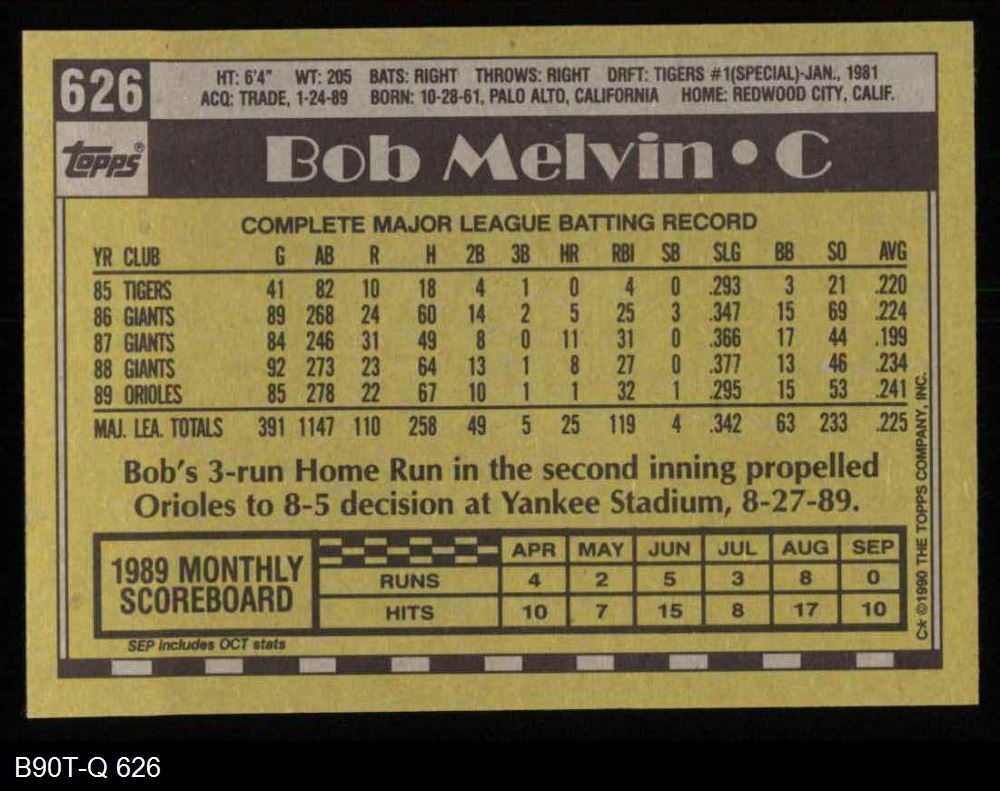 626
HT: 6'4" WT: 205 BATS: RIGHT THROWS: RIGHT DRFT: TIGERS #1(SPECIAL)-JAN., 1981
ACQ: TRADE, 1-24-89 BORN: 10-28-61, PALO ALTO, CALIFORNIA HOME: REDWOOD CITY, CALIF.
Topps®
Bob Melvin • C
COMPLETE MAJOR LEAGUE BATTING RECORD
YR CLUB G AB R H 2B 3B HR RBI SB SLG BB SO AVG
85 TIGERS 41 82 10 18 4 1 0 4 0 .293 3 21 .220
86 GIANTS 89 268 24 60 14 2 5 25 3 .347 15 69 .224
87 GIANTS 84 246 31 49 8 0 11 31 0 .366 17 44 .199
88 GIANTS 92 273 23 64 13 1 8 27 0 .377 13 46 .234
89 ORIOLES 85 278 22 67 10 1 1 32 1 .295 15 53 .241
MAJ. LEA. TOTALS 391 1147 110 258 49 5 25 119 4 .342 63 233 .225
Bob's 3-run Home Run in the second inning propelled
Orioles to 8-5 decision at Yankee Stadium, 8-27-89.
1989 MONTHLY
SCOREBOARD
APR MAY JUN JUL AUG SEP
RUNS 4 2 5 3 8 0
HITS 10 7 15 8 17 10
SEP includes OCT stats
C* ©1990 THE TOPPS COMPANY, INC.
B90T-Q 626